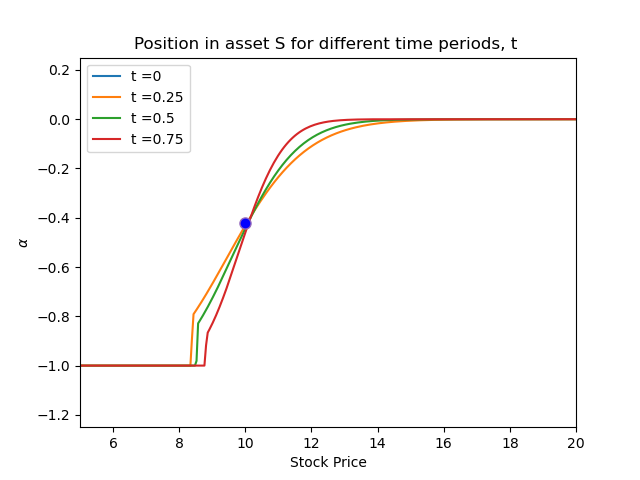 Position in asset S for different time periods, t
t =0
t =0.25
t =0.5
t =0.75
0.2
0.0
−0.2
−0.4
−0.6
−0.8
−1.0
−1.2
α
6 8 10 12 14 16 18 20
Stock Price